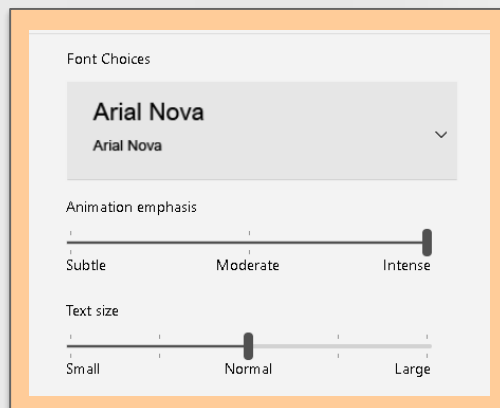 Font Choices
Arial Nova
Arial Nova
Animation emphasis
Subtle Moderate Intense
Text size
Small Normal Large